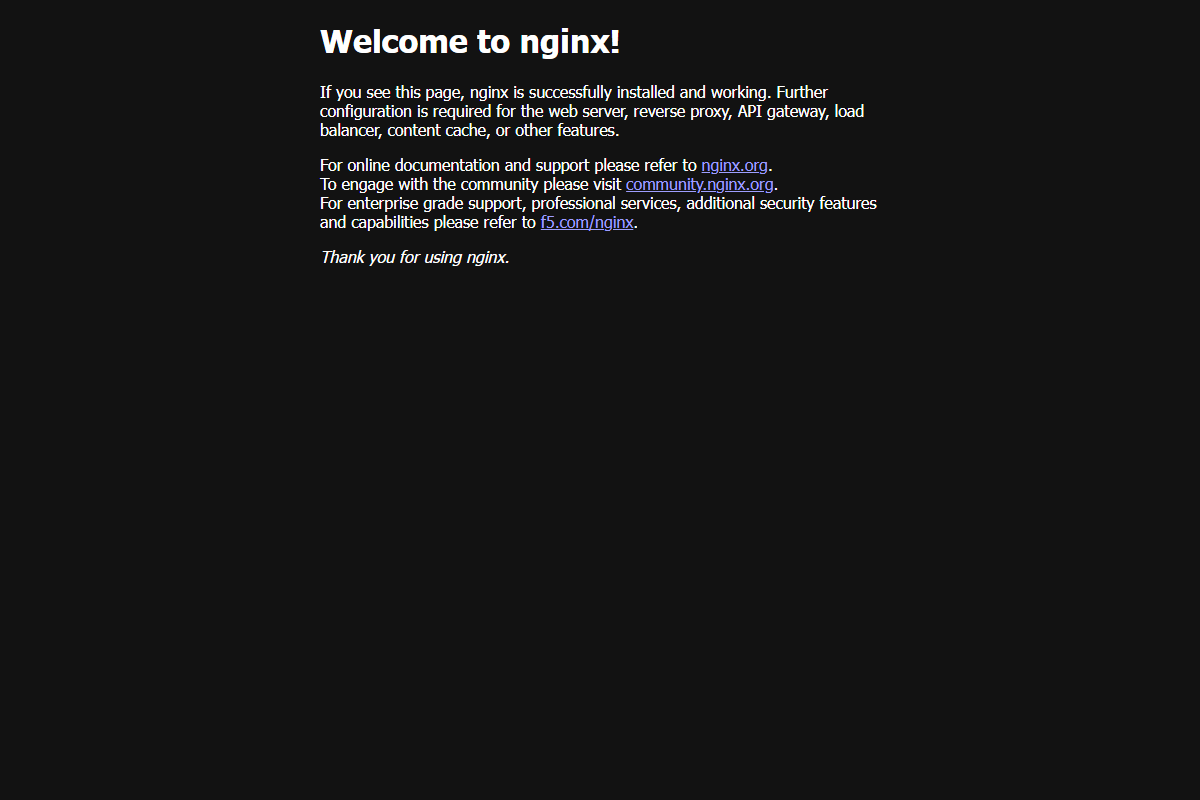 Welcome to nginx!
If you see this page, nginx is successfully installed and working. Further
configuration is required for the web server, reverse proxy, API gateway, load
balancer, content cache, or other features.
For online documentation and support please refer to nginx.org.
To engage with the community please visit community.nginx.org.
For enterprise grade support, professional services, additional security features
and capabilities please refer to f5.com/nginx.
Thank you for using nginx.